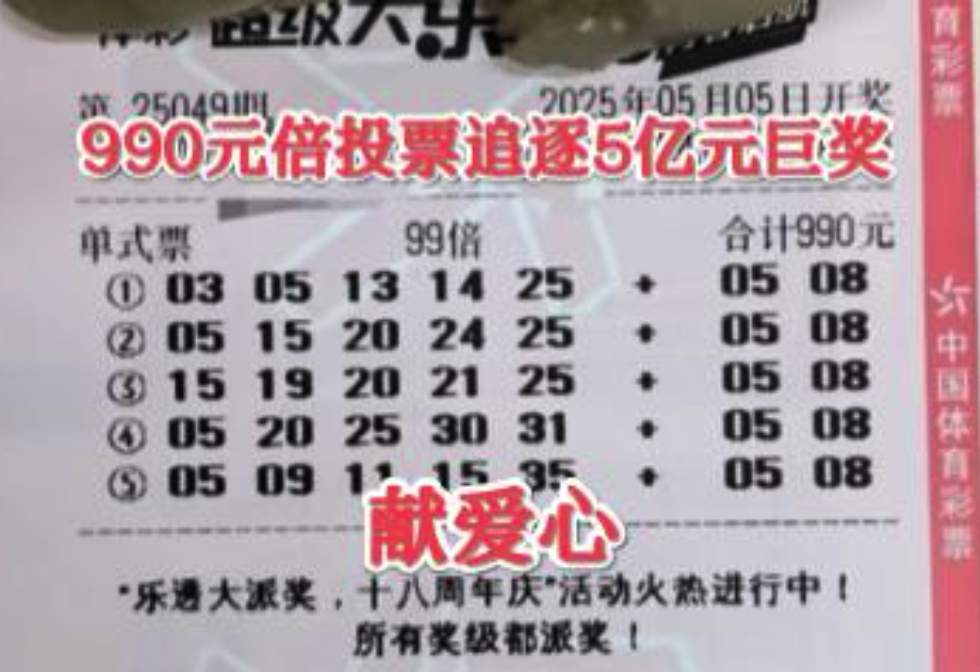 体彩 超级大乐
第 25049期 2025年05月05日开奖
990元倍投票追逐5亿元巨奖
单式票 99倍 合计990元
① 03 05 13 14 25 + 05 08
② 05 15 20 24 25 + 05 08
③ 15 19 20 21 25 + 05 08
④ 05 20 25 30 31 + 05 08
⑤ 05 09 11 15 35 + 05 08
献爱心
"乐透大派奖，十八周年庆"活动火热进行中！
所有奖级都派奖！
育彩票
中国体育彩票